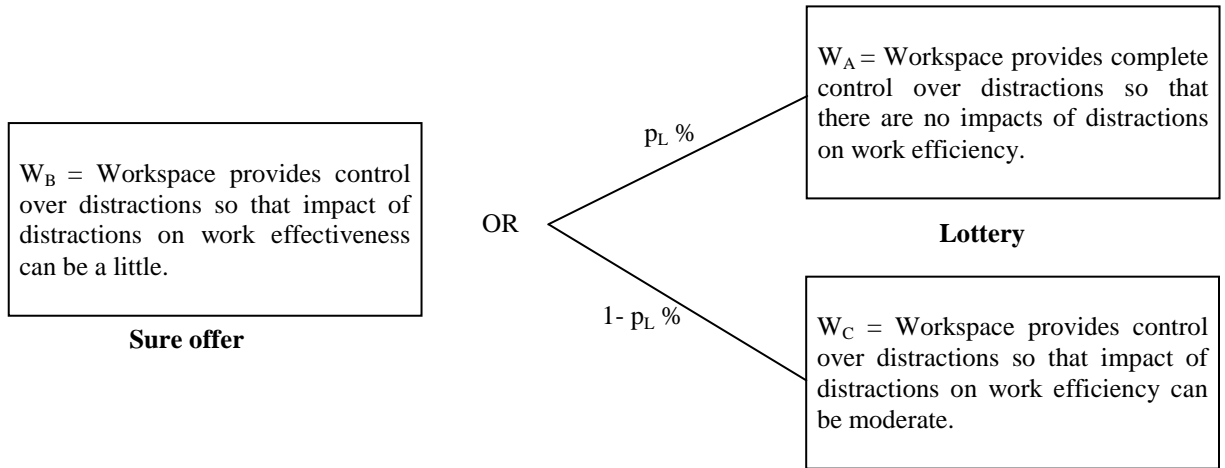 W_B = Workspace provides control
over distractions so that impact of
distractions on work effectiveness
can be a little.
Sure offer
OR
p_L %
1- p_L %
W_A = Workspace provides complete
control over distractions so that
there are no impacts of distractions
on work efficiency.
Lottery
W_C = Workspace provides control
over distractions so that impact of
distractions on work efficiency can
be moderate.